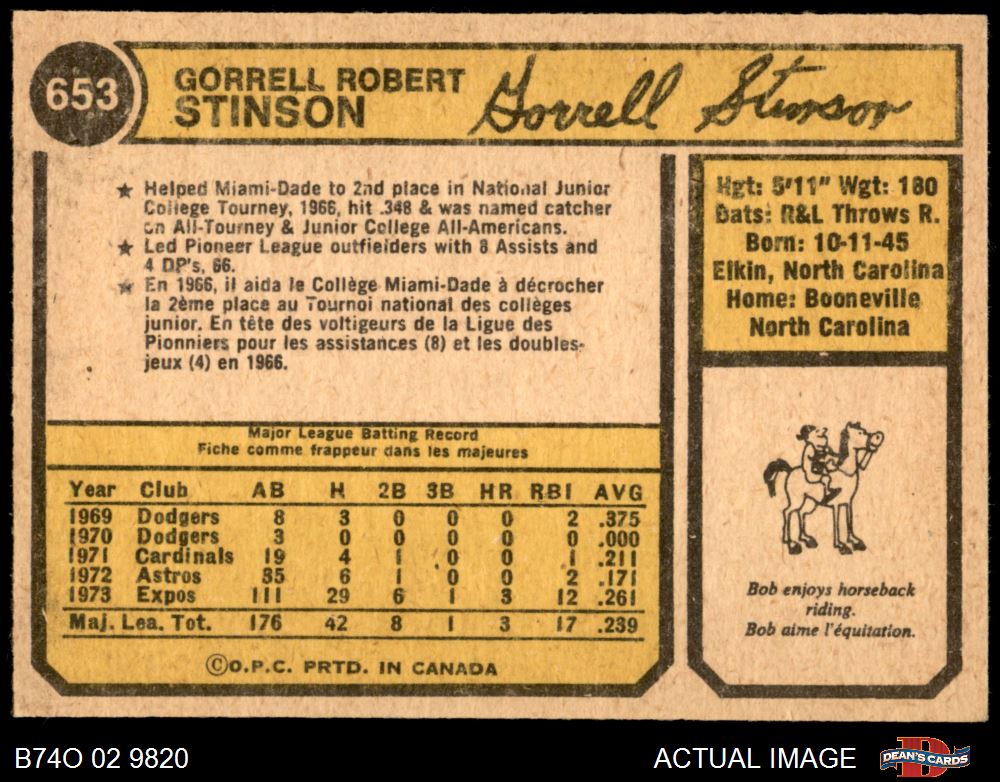 653
GORRELL ROBERT
STINSON
Gorrell Stinson
★ Helped Miami-Dade to 2nd place in National Junior
College Tourney, 1966, hit .348 & was named catcher
on All-Tourney & Junior College All-Americans.
★ Led Pioneer League outfielders with 8 Assists and
4 DP's, 66.
★ En 1966, il aida le Collège Miami-Dade à décrocher
la 2ème place au Tournoi national des collèges
junior. En tête des voltigeurs de la Ligue des
Pionniers pour les assistances (8) et les doubles-
jeux (4) en 1966.
Hgt: 5'11" Wgt: 180
Bats: R&L Throws R.
Born: 10-11-45
Elkin, North Carolina
Home: Booneville
North Carolina
Major League Batting Record
Fiche comme frappeur dans les majeures
Year Club AB H 2B 3B HR RBI AVG
1969 Dodgers 8 3 0 0 0 2 .375
1970 Dodgers 3 0 0 0 0 0 .000
1971 Cardinals 19 4 1 0 0 1 .211
1972 Astros 35 6 1 0 0 2 .171
1973 Expos 111 29 6 1 3 12 .261
Maj. Lea. Tot. 176 42 8 1 3 17 .239
©O.P.C. PRTD. IN CANADA
Bob enjoys horseback
riding.
Bob aime l'équitation.
B74O 02 9820
ACTUAL IMAGE
DEAN'S CARDS